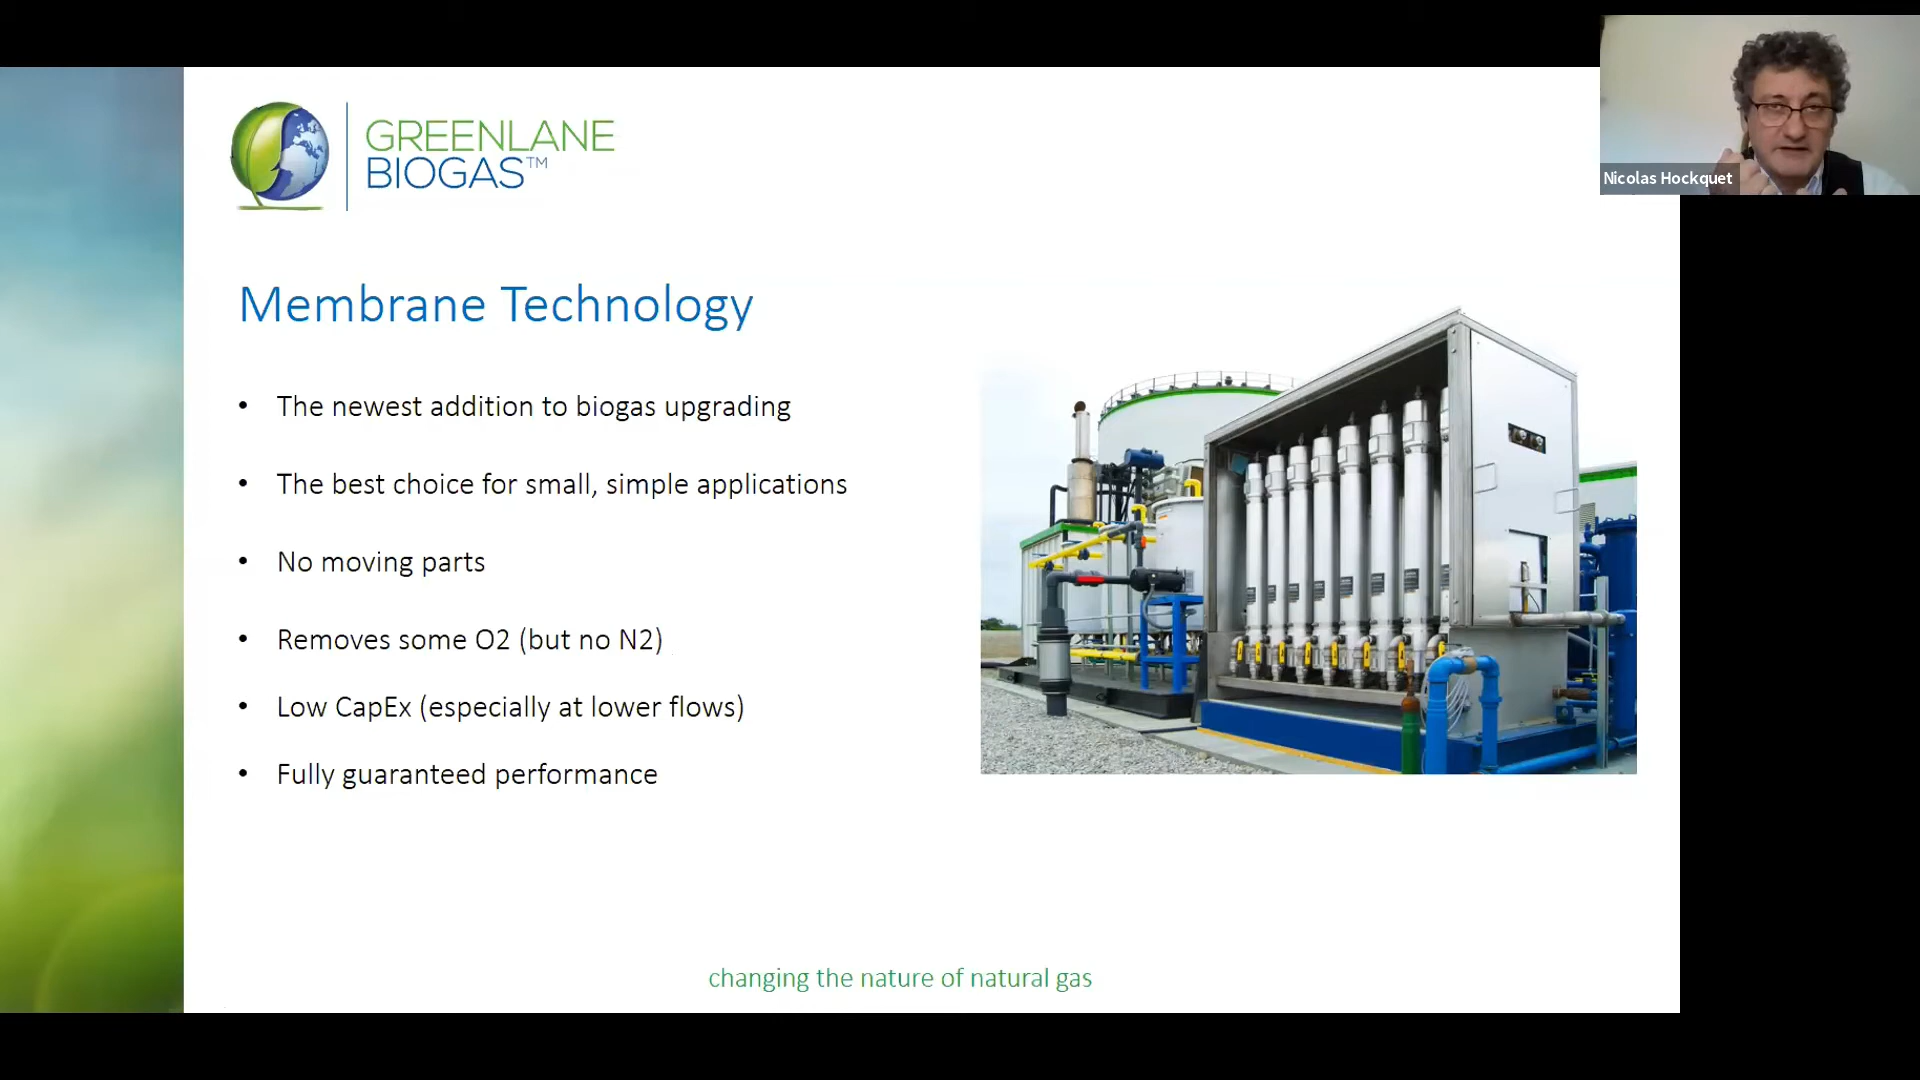 GREENLANE
BIOGAS™
Nicolas Hockquet
Membrane Technology
• The newest addition to biogas upgrading
• The best choice for small, simple applications
• No moving parts
• Removes some O2 (but no N2)
• Low CapEx (especially at lower flows)
• Fully guaranteed performance
changing the nature of natural gas